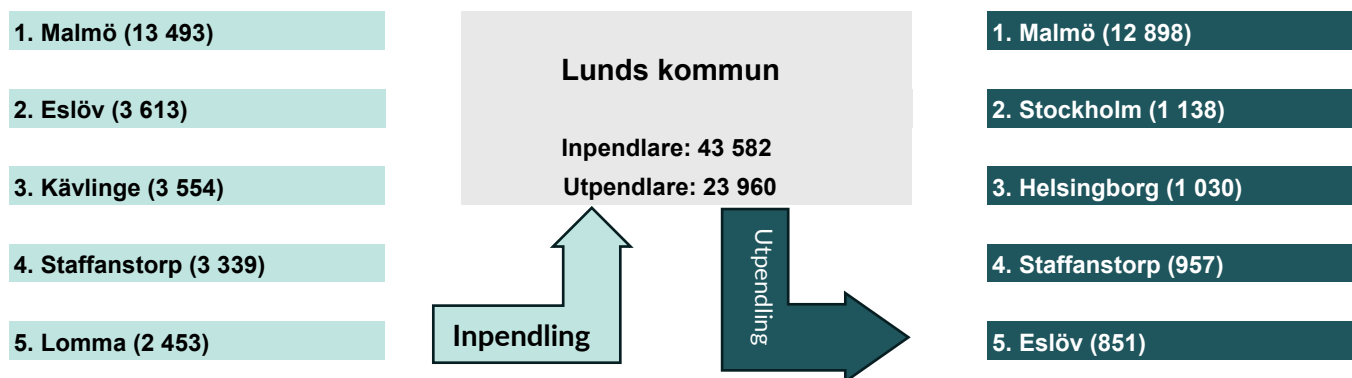 1. Malmö (13 493)
2. Eslöv (3 613)
3. Kävlinge (3 554)
4. Staffanstorp (3 339)
5. Lomma (2 453)
Lunds kommun
Inpendlare: 43 582
Utpendlare: 23 960
Inpendling
Utpendling
1. Malmö (12 898)
2. Stockholm (1 138)
3. Helsingborg (1 030)
4. Staffanstorp (957)
5. Eslöv (851)